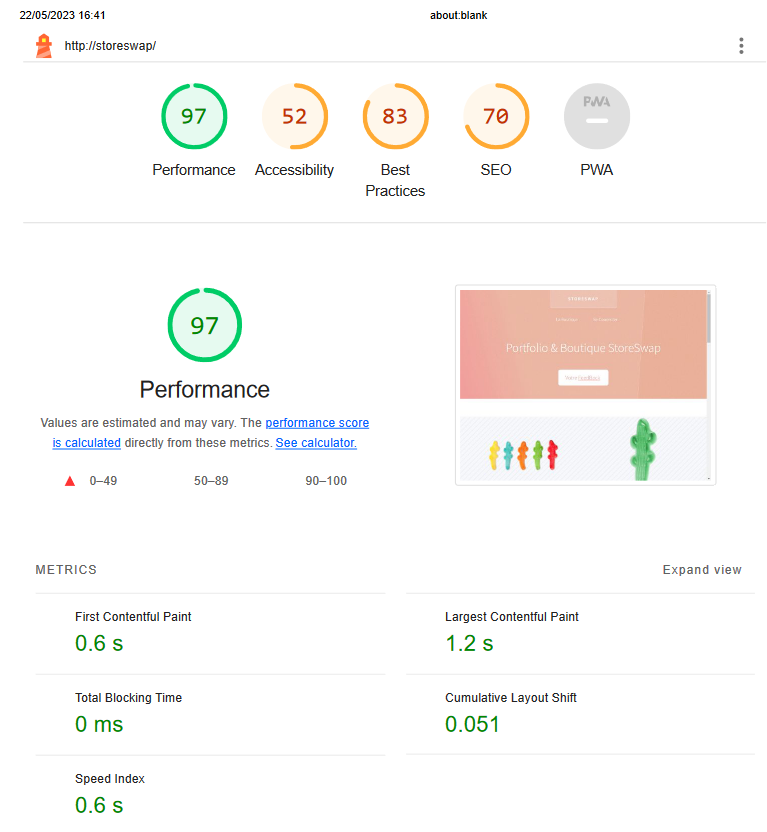 22/05/2023 16:41
about:blank
http://storeswap/
97
52
83
70
PWA
Performance
Accessibility
Best
Practices
SEO
PWA
97
Performance
Values are estimated and may vary. The performance score
is calculated directly from these metrics. See calculator.
0–49
50–89
90–100
STORESWAP
Portfolio & Boutique StoreSwap
METRICS
Expand view
First Contentful Paint
0.6 s
Largest Contentful Paint
1.2 s
Total Blocking Time
0 ms
Cumulative Layout Shift
0.051
Speed Index
0.6 s